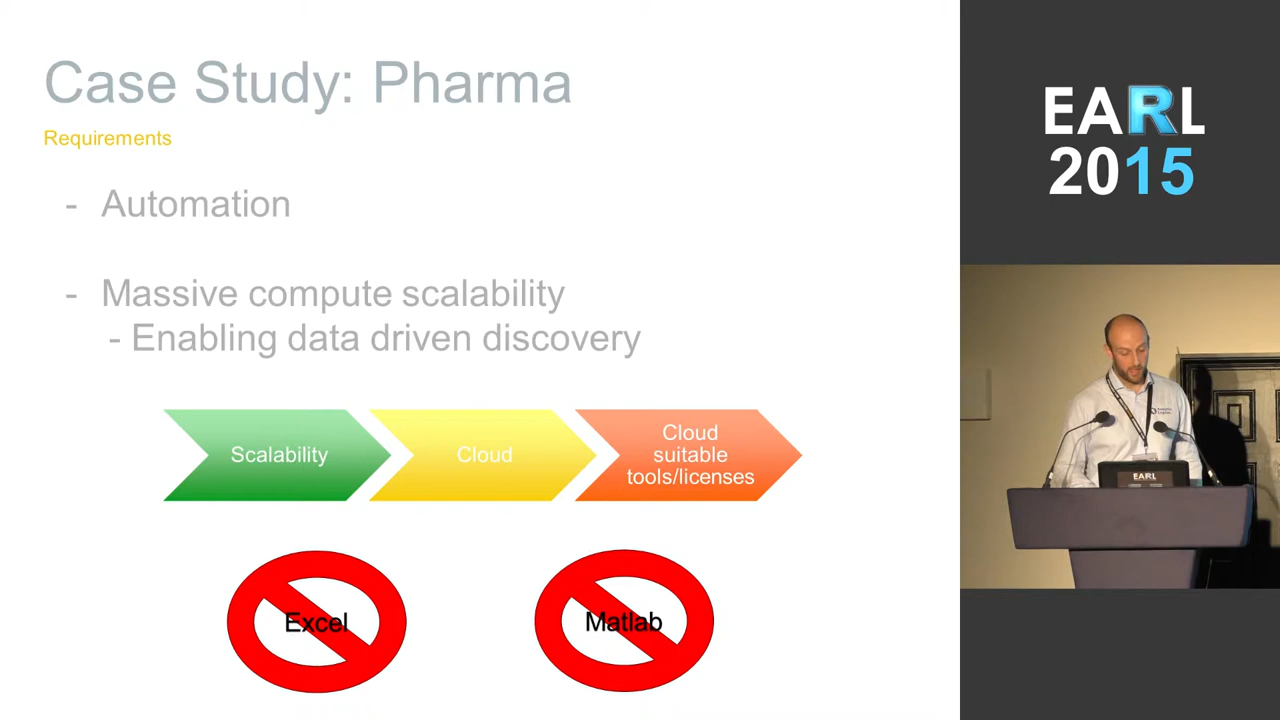 Case Study: Pharma
Requirements
- Automation
- Massive compute scalability
- Enabling data driven discovery
Scalability
Cloud
Cloud
suitable
tools/licenses
Excel
Matlab
EARL
2015
EARL